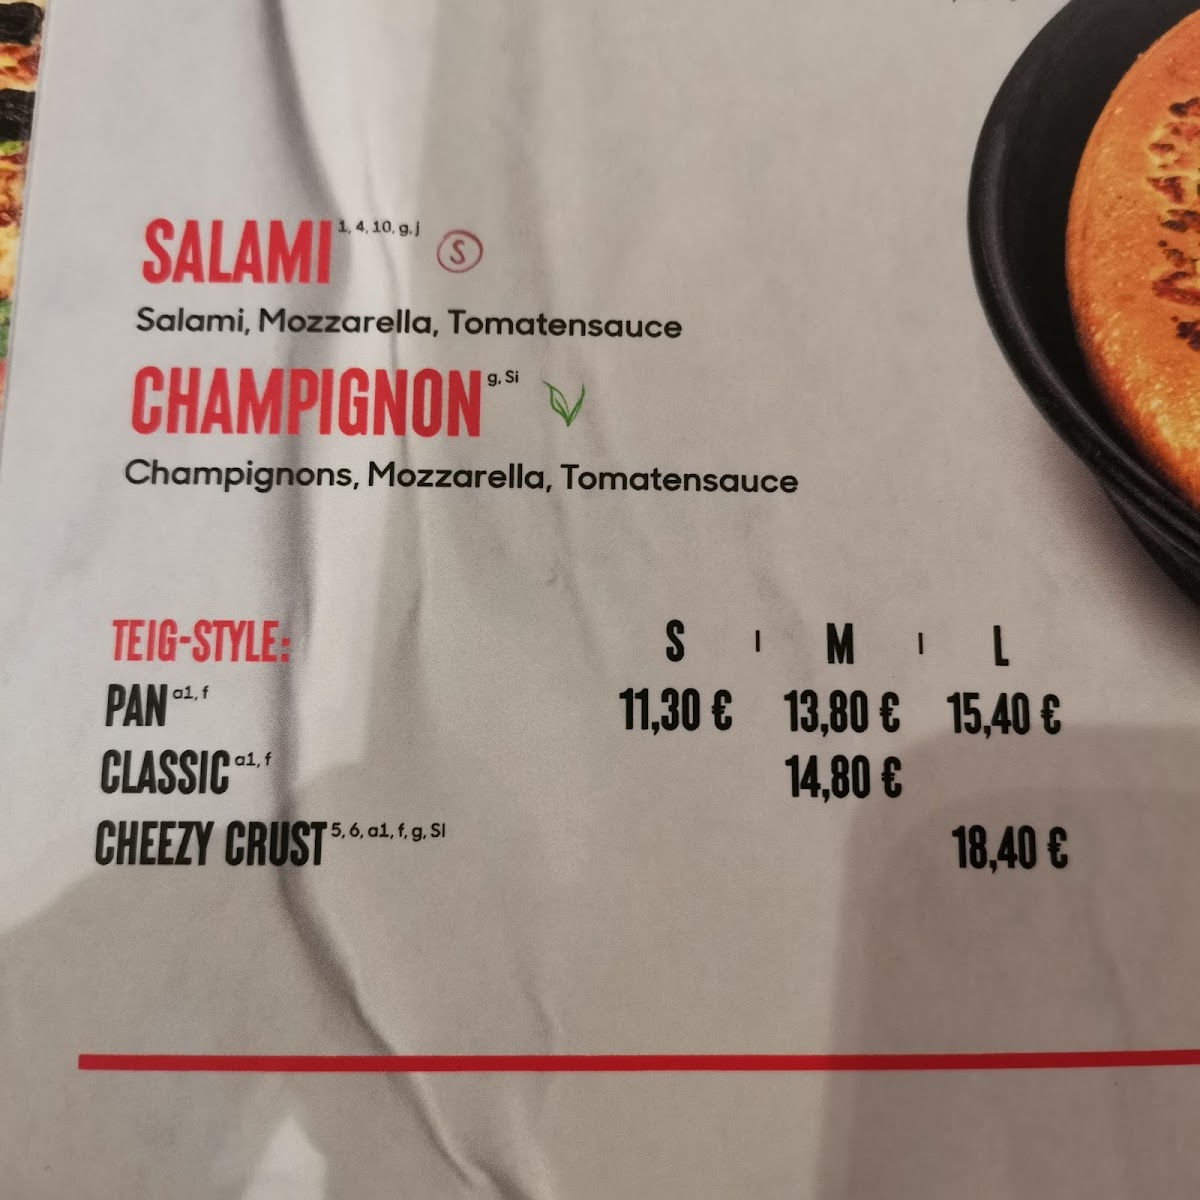 SALAMI 1, 4, 10, g, j S
Salami, Mozzarella, Tomatensauce
CHAMPIGNON g, Si
Champignons, Mozzarella, Tomatensauce
TEIG-STYLE: S | M | L
PAN a1, f 11,30 € 13,80 € 15,40 €
CLASSIC a1, f 14,80 €
CHEEZY CRUST 5, 6, a1, f, g, SI 18,40 €